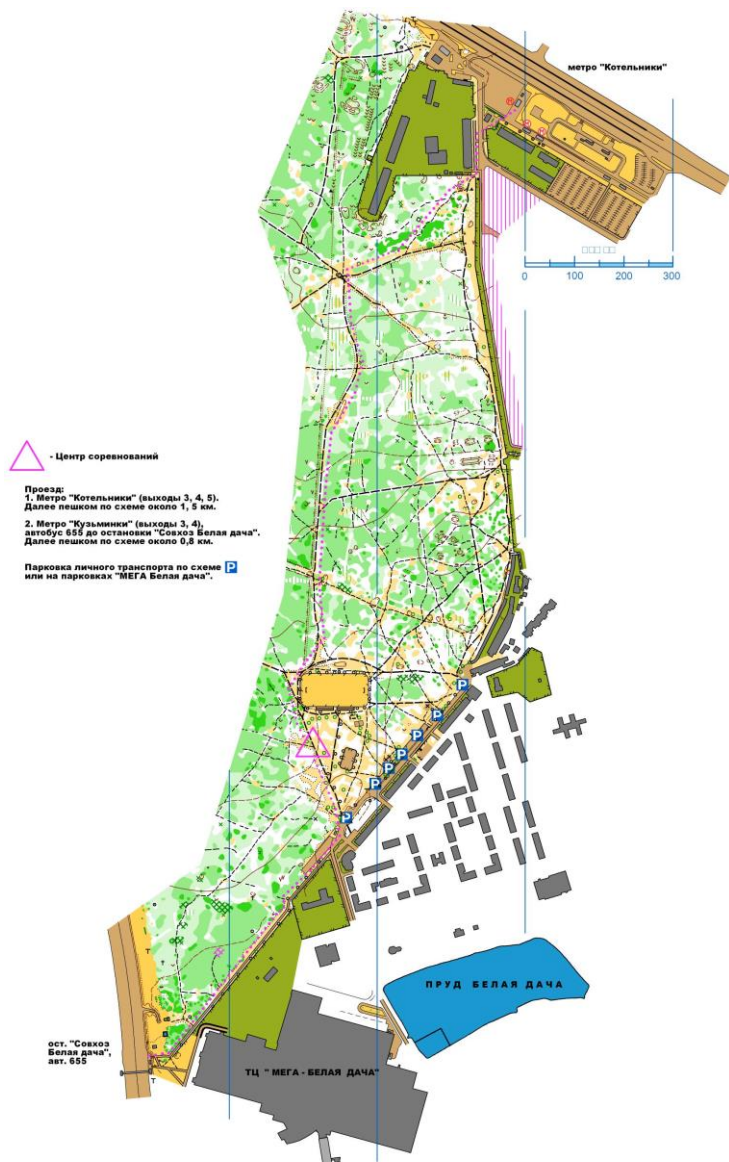 метро "Котельники"
0 100 200 300
- Центр соревнований
Проезд:
1. Метро "Котельники" (выходы 3, 4, 5).
Далее пешком по схеме около 1, 5 км.
2. Метро "Кузьминки" (выходы 3, 4),
автобус 655 до остановки "Совхоз Белая дача".
Далее пешком по схеме около 0,8 км.
Парковка личного транспорта по схеме P
или на парковках "МЕГА Белая дача".
P
P
P
P
P
P
P
ПРУД БЕЛАЯ ДАЧА
ост. "Совхоз
Белая дача",
авт. 655
ТЦ " МЕГА - БЕЛАЯ ДАЧА"